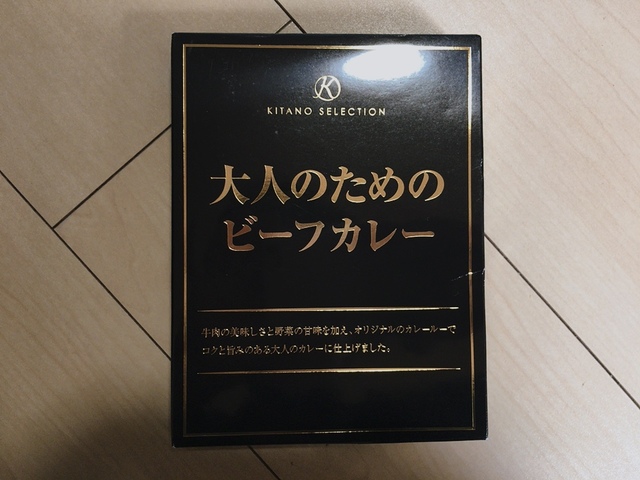 K
KITANO SELECTION
大人のための
ビーフカレー
牛肉の美味しさと野菜の甘味を加え、オリジナルのカレールーで
コクと旨みのある大人のカレーに仕上げました。